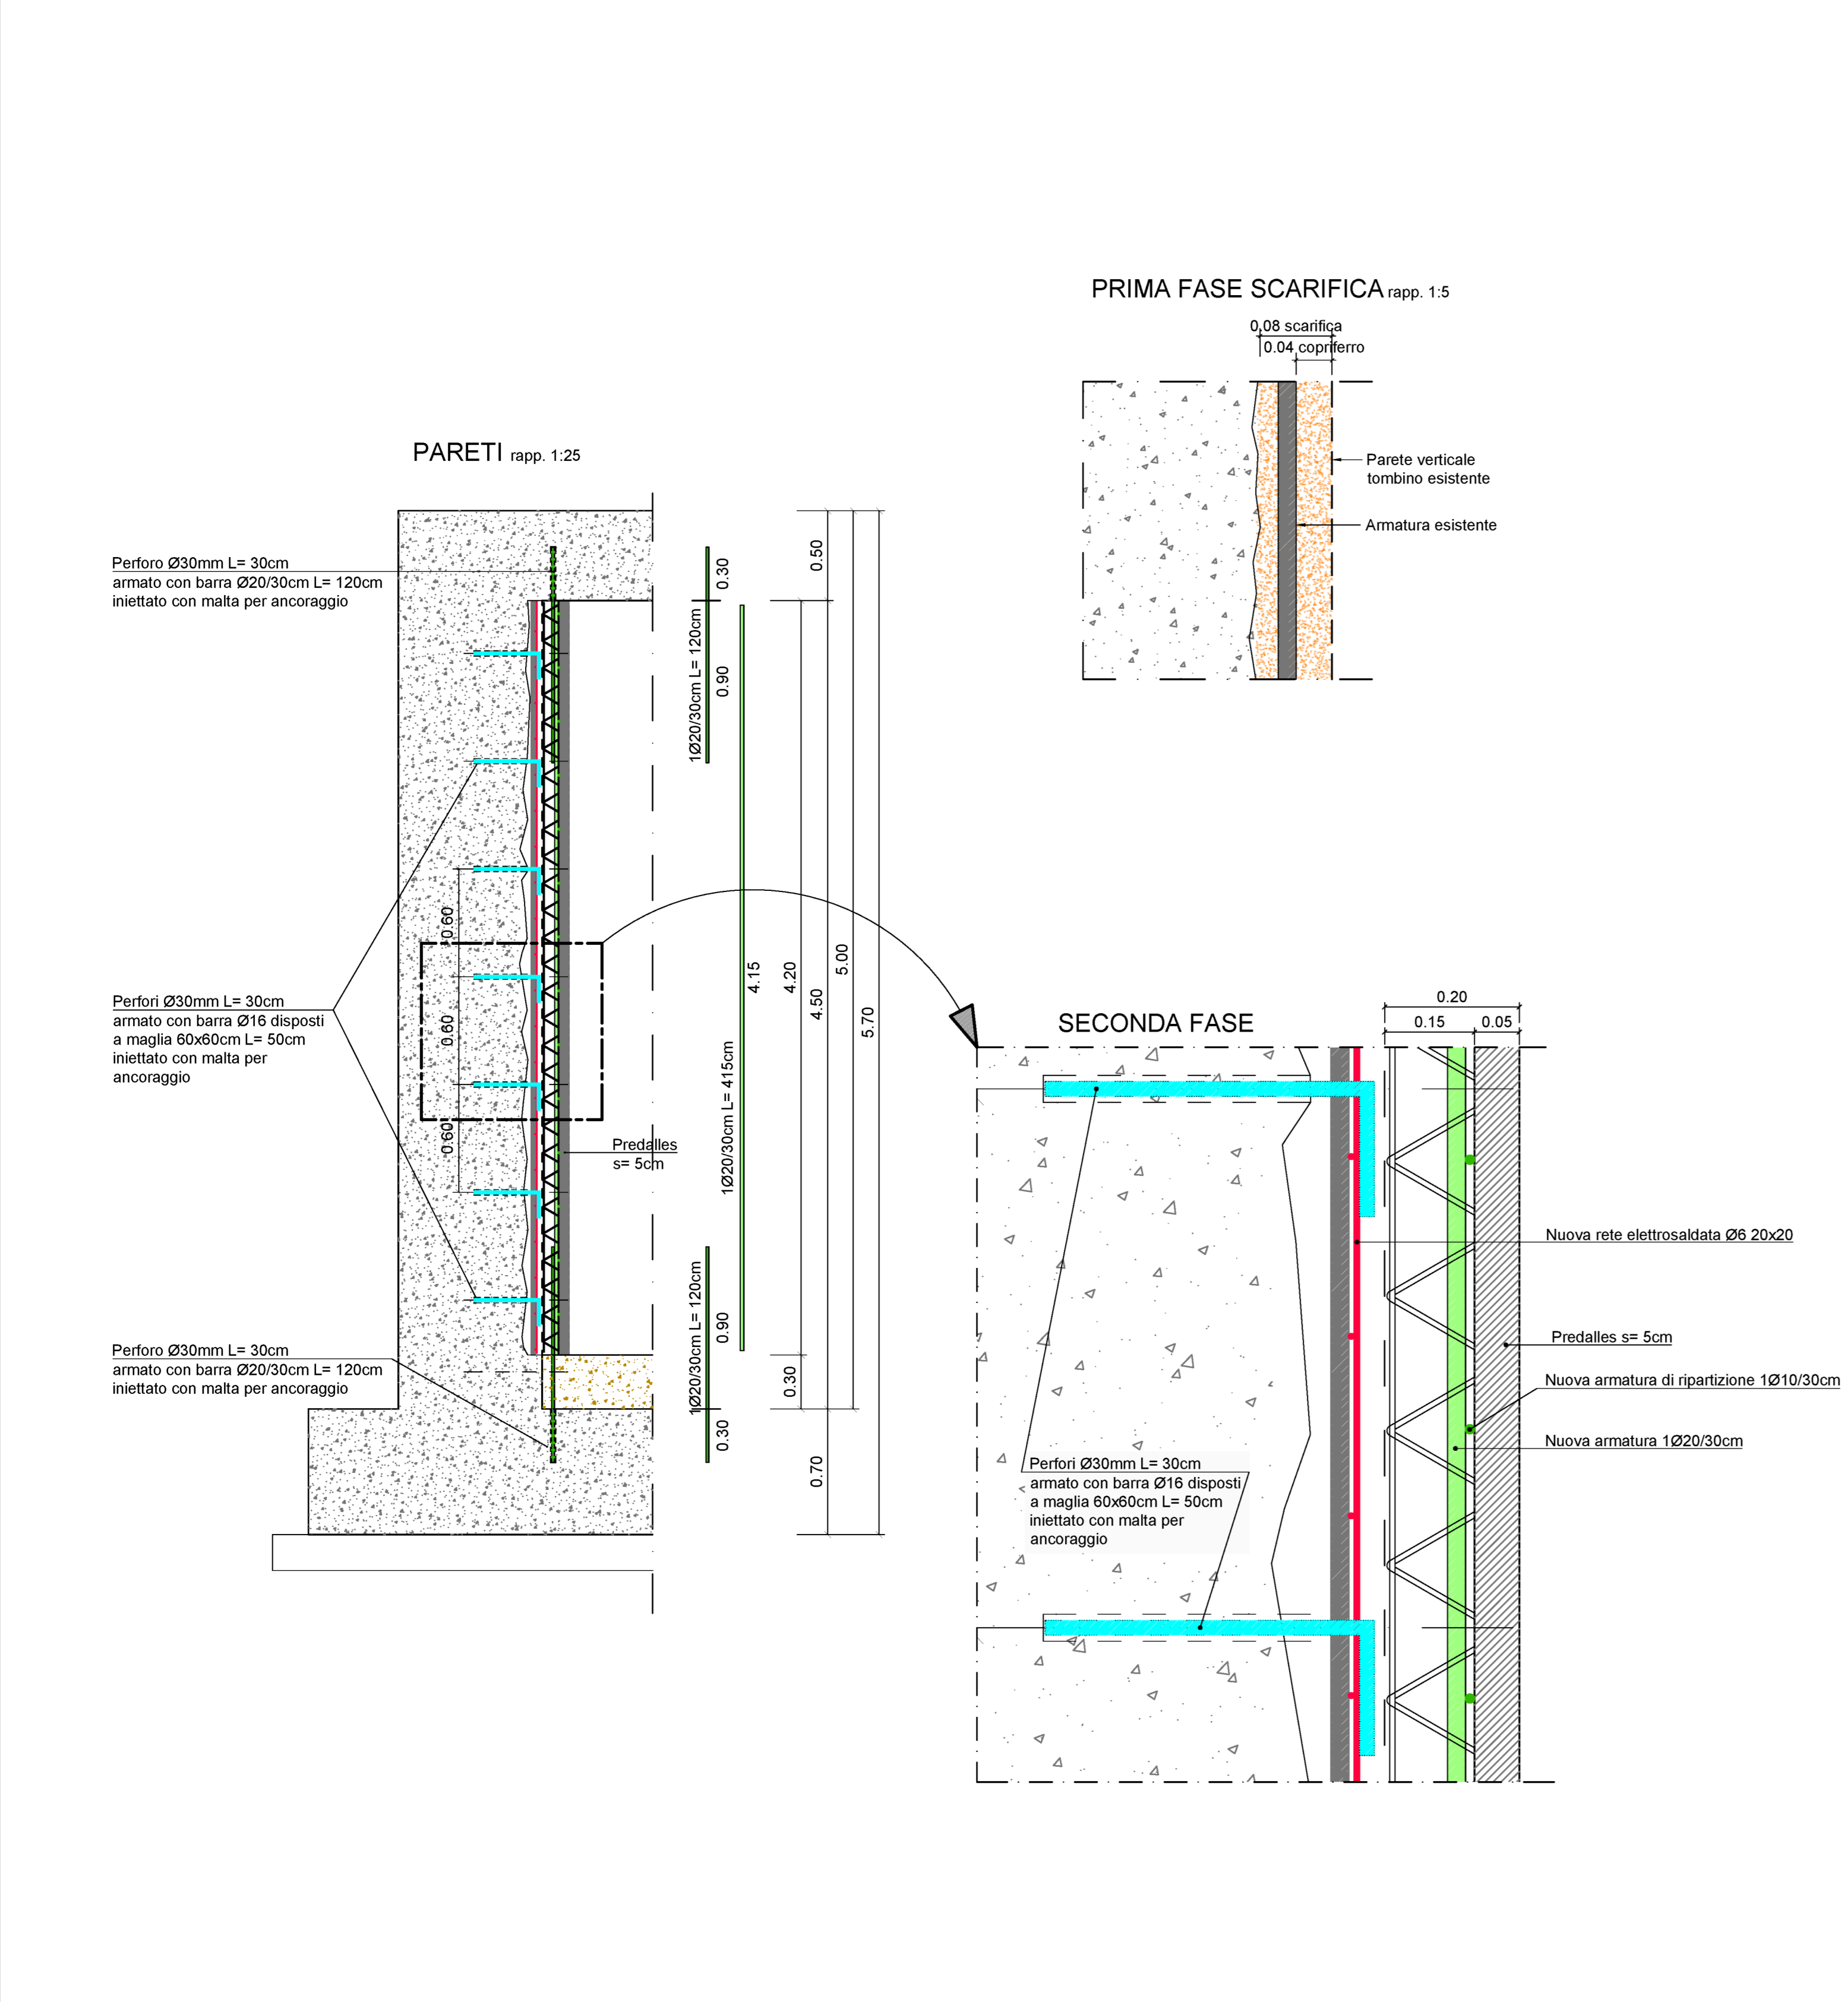 PRIMA FASE SCARIFICA rapp. 1:5
0.08 scarifica
0.04 copriferro
Parete verticale
tombino esistente
Armatura esistente
PARETI rapp. 1:25
Perforo Ø30mm L= 30cm
armato con barra Ø20/30cm L= 120cm
iniettato con malta per ancoraggio
Perfori Ø30mm L= 30cm
armato con barra Ø16 disposti
a maglia 60x60cm L= 50cm
iniettato con malta per
ancoraggio
Perforo Ø30mm L= 30cm
armato con barra Ø20/30cm L= 120cm
iniettato con malta per ancoraggio
0.60
0.60
0.60
Predalles
s= 5cm
1Ø20/30cm L= 120cm
0.30
0.90
1Ø20/30cm L= 415cm
4.15
1Ø20/30cm L= 120cm
0.90
0.30
4.20
0.30
0.50
4.50
0.70
5.00
5.70
SECONDA FASE
0.20
0.15
0.05
Perfori Ø30mm L= 30cm
armato con barra Ø16 disposti
a maglia 60x60cm L= 50cm
iniettato con malta per
ancoraggio
Nuova rete elettrosaldata Ø6 20x20
Predalles s= 5cm
Nuova armatura di ripartizione 1Ø10/30cm
Nuova armatura 1Ø20/30cm